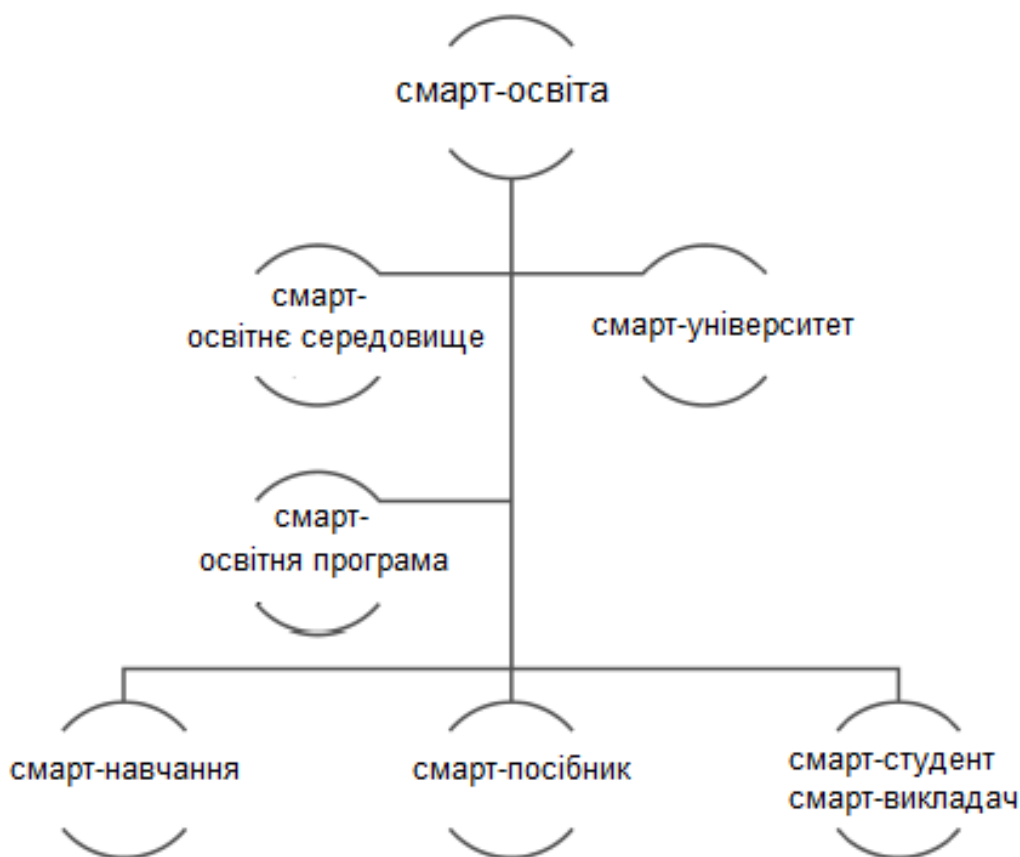 смарт-освіта
смарт-
освітнє середовище
смарт-університет
смарт-
освітня програма
смарт-навчання
смарт-посібник
смарт-студент
смарт-викладач